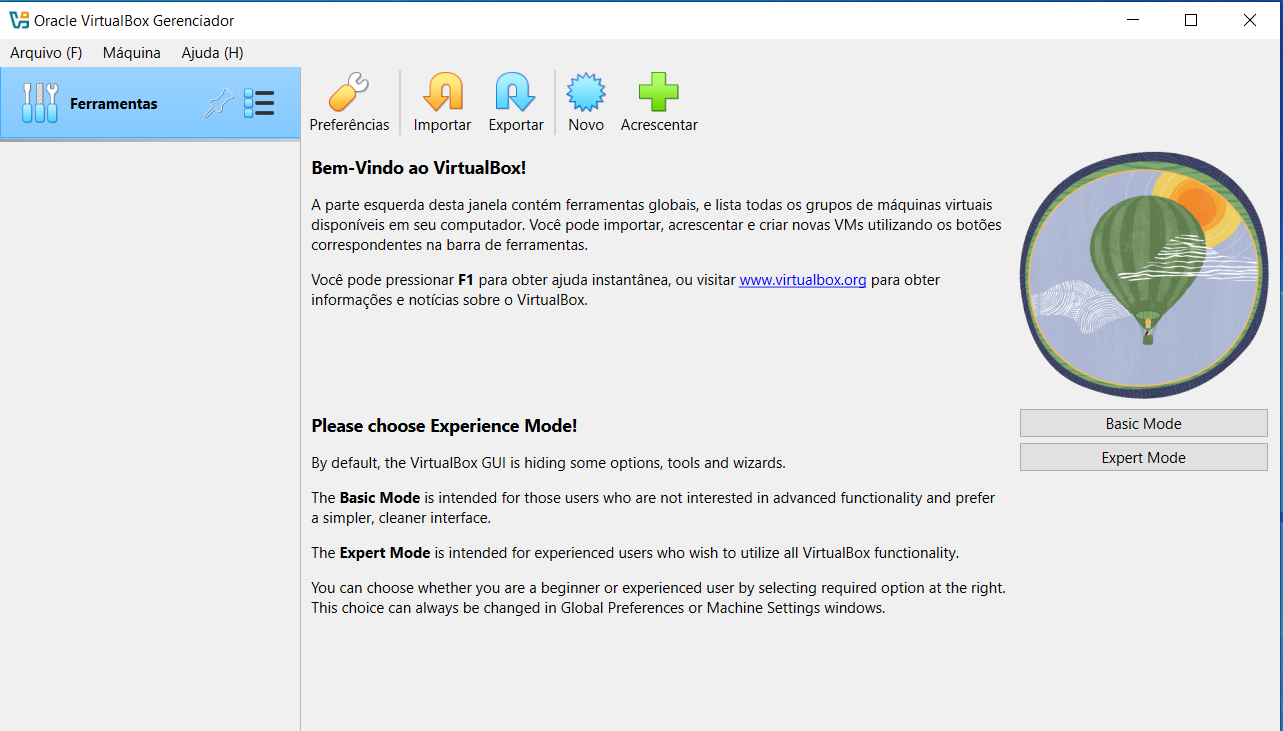 Oracle VirtualBox Gerenciador
Arquivo (F) Máquina Ajuda (H)
Ferramentas
Preferências Importar Exportar Novo Acrescentar
Bem-Vindo ao VirtualBox!
A parte esquerda desta janela contém ferramentas globais, e lista todas os grupos de máquinas virtuais
disponíveis em seu computador. Você pode importar, acrescentar e criar novas VMs utilizando os botões
correspondentes na barra de ferramentas.
Você pode pressionar F1 para obter ajuda instantânea, ou visitar www.virtualbox.org para obter
informações e notícias sobre o VirtualBox.
Please choose Experience Mode!
By default, the VirtualBox GUI is hiding some options, tools and wizards.
The Basic Mode is intended for those users who are not interested in advanced functionality and prefer
a simpler, cleaner interface.
The Expert Mode is intended for experienced users who wish to utilize all VirtualBox functionality.
You can choose whether you are a beginner or experienced user by selecting required option at the right.
This choice can always be changed in Global Preferences or Machine Settings windows.
Basic Mode
Expert Mode